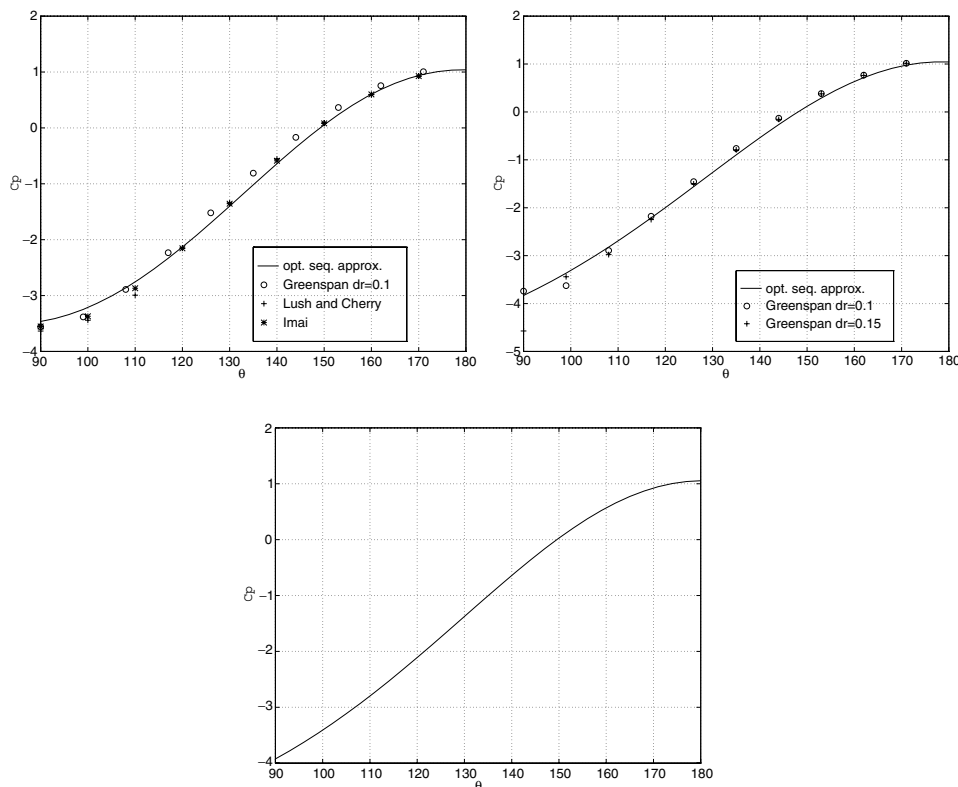 2
1
0
−1
−2
−3
−4
90 100 110 120 130 140 150 160 170 180
θ
Cp
opt. seq. approx.
Greenspan dr=0.1
Lush and Cherry
Imai
2
1
0
−1
−2
−3
−4
−5
90 100 110 120 130 140 150 160 170 180
θ
Cp
opt. seq. approx.
Greenspan dr=0.1
Greenspan dr=0.15
2
1
0
−1
−2
−3
−4
90 100 110 120 130 140 150 160 170 180
θ
Cp